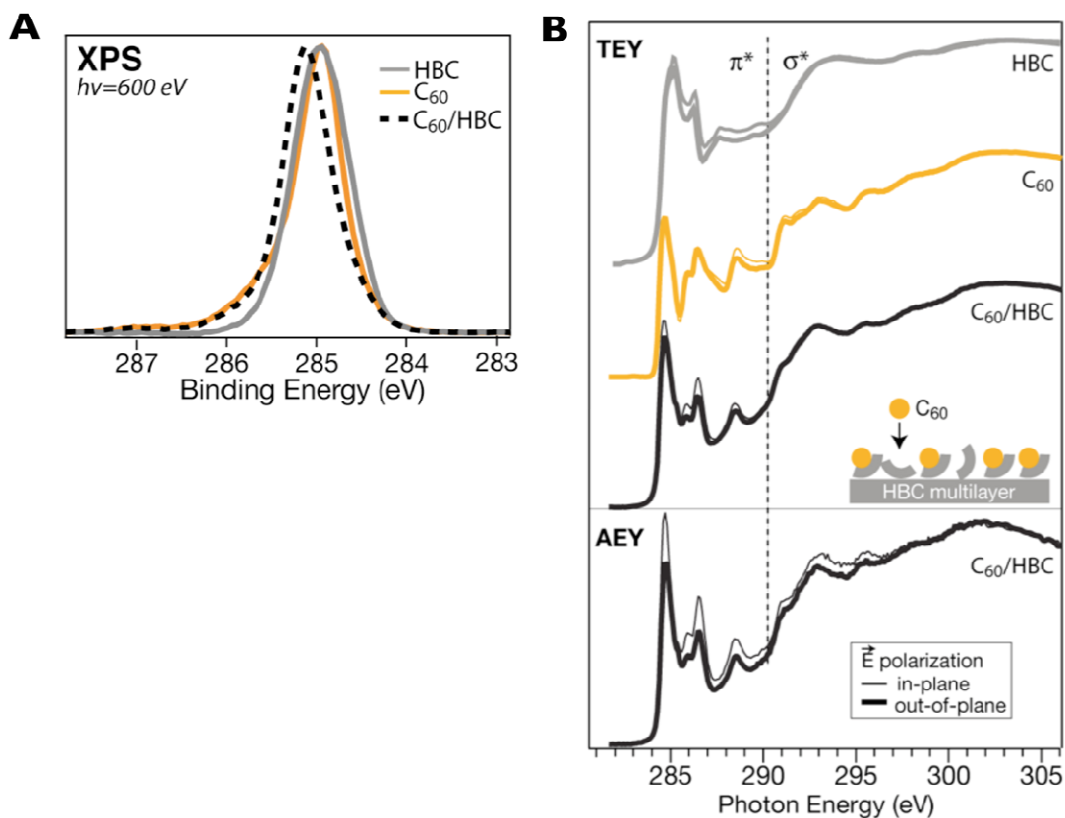 A
XPS
hν=600 eV
HBC
C₆₀
C₆₀/HBC
287 286 285 284 283
Binding Energy (eV)
B
TEY
π* σ*
HBC
C₆₀
C₆₀/HBC
C₆₀
HBC multilayer
AEY
C₆₀/HBC
E⃗ polarization
in-plane
out-of-plane
285 290 295 300 305
Photon Energy (eV)